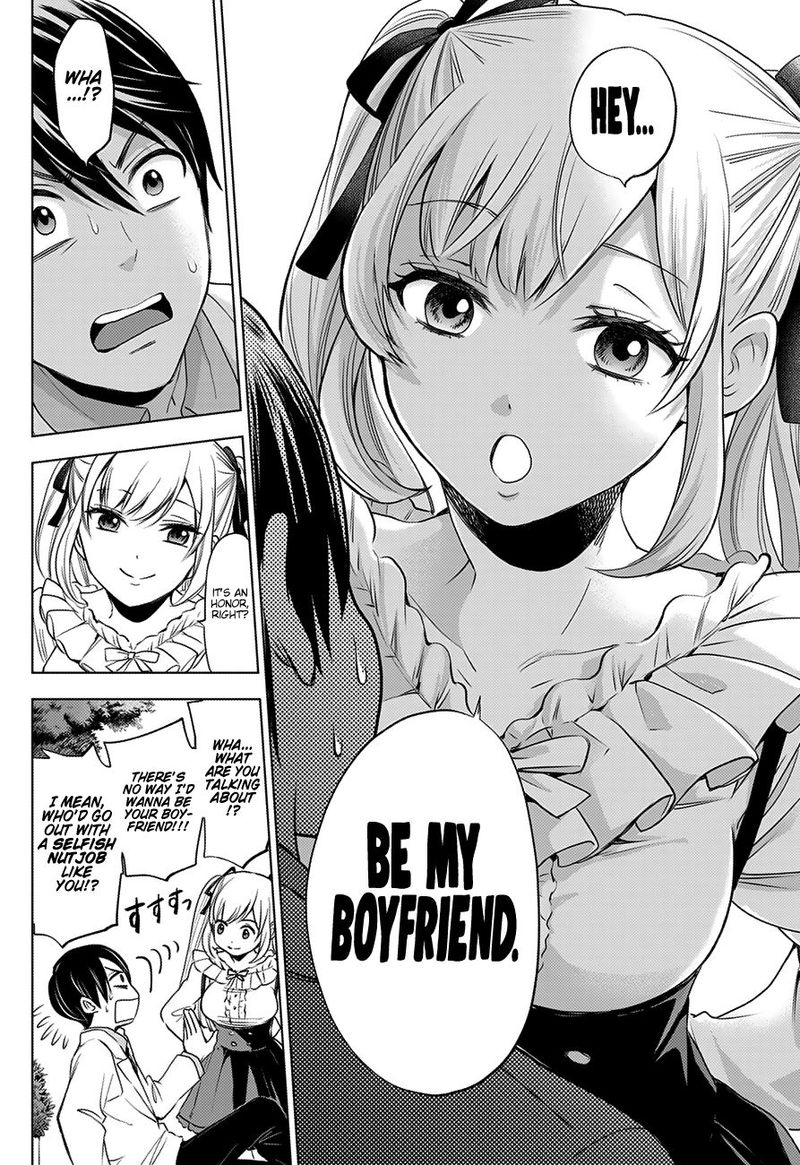 HEY...
BE MY
BOYFRIEND.
WHA
...!?
IT'S AN
HONOR,
RIGHT?
WHA...
WHAT
ARE YOU
TALKING
ABOUT
!?
THERE'S
NO WAY I'D
WANNA BE
YOUR BOY-
FRIEND!!!
I MEAN,
WHO'D GO
OUT WITH
A SELFISH
NUTJOB
LIKE
YOU!?
すすすっ